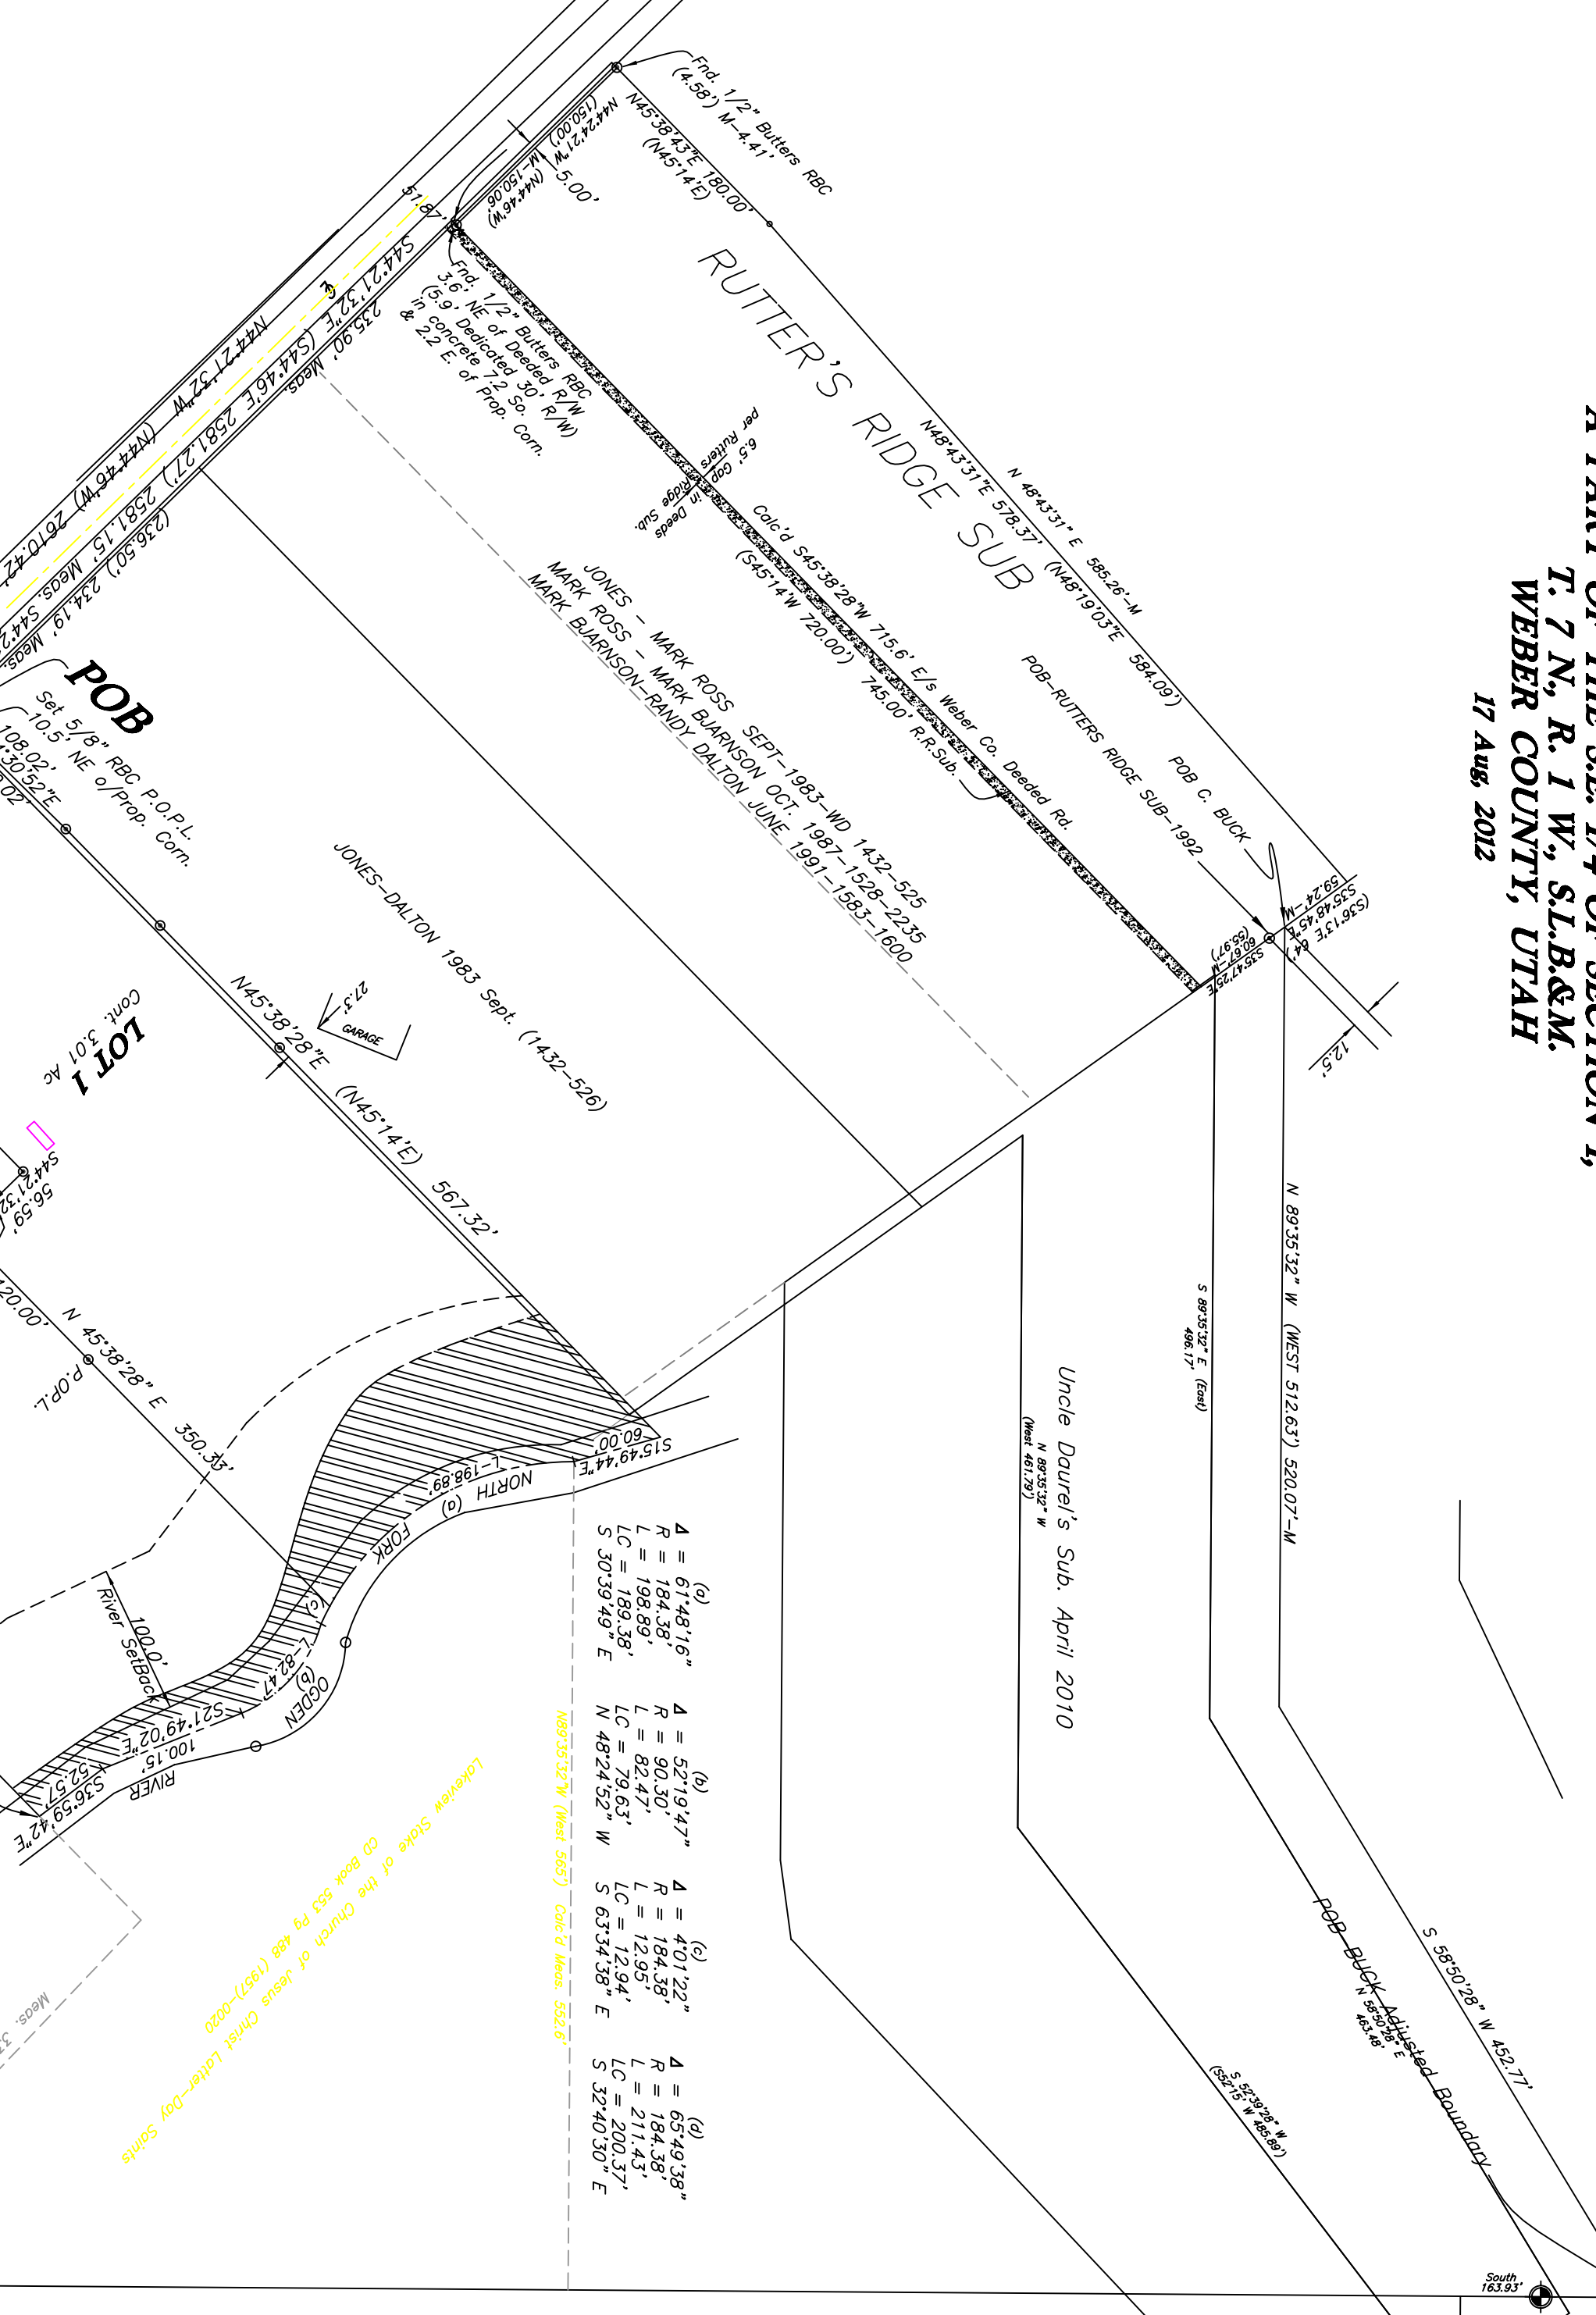 T. 7 N., R. 1 W., S.L.B.&M.
WEBER COUNTY, UTAH
17 Aug, 2012
Fnd. 1/2" Butters RBC
(4.58') M-4.41'
N45°38'43"E 180.00'
(N45°14'E)
N44°24'21"W (N44°46'W)
(150.00') M-150.06'
5.00'
51.87'
RUTTER'S RIDGE SUB
N 48°43'31" E 585.26'-M
N48°43'31"E 578.37' (N48°19'03"E 584.09')
Fnd. 1/2" Butters RBC
3.6' NE of Deeded R/W
(5.9' Dedicated 30' R/W)
in concrete 7.2 So.
& 2.2 E. of Prop. Corn.
6.5' Gap in Deeds
per Rutters Ridge Sub.
Calc'd S45°38'28"W 715.6' E/s Weber Co. Deeded Rd.
(S45°14'W 720.00') 745.00' R.R.Sub.
POB-RUTTERS RIDGE SUB-1992
POB C. BUCK
(S36°13'E 64')
S35°48'45"E
59.24'-M
S35°47'25"E
60.67'-M
(55.97')
12.5'
S44°21'32"E (S44°46'E 2581.27') 2581.15' Meas.
235.90' Meas.
N44°21'32"W (N44°46'W) 2610.42'
(236.50') 234.19' Meas.
JONES - MARK ROSS SEPT-1983-WD 1432-525
MARK ROSS - MARK BJARNSON OCT. 1987-1528-2235
MARK BJARNSON-RANDY DALTON JUNE 1991-1583-1600
POB
Set 5/8" RBC P.O.P.L.
10.5' NE o/Prop. Corn.
108.02'
JONES-DALTON 1983 Sept. (1432-526)
27.3'
GARAGE
N45°38'28"E (N45°14'E) 567.32'
LOT 1
Cont. 3.01 Ac
56.59'
N 45°38'28" E 350.33'
P.OP.L.
S15°49'44"E
60.00'
L-198.89'
(a)
NORTH
FORK
(c)
L-82.47
(b)
OGDEN
S21°49'02"E
100.15'
RIVER
S36°59'42"E
52.57'
100.0'
River SetBack
(a)
Δ = 61°48'16"
R = 184.38'
L = 198.89'
LC = 189.38'
S 30°39'49" E
(b)
Δ = 52°19'47"
R = 90.30'
L = 82.47'
LC = 79.63'
N 48°24'52" W
(c)
Δ = 4°01'22"
R = 184.38'
L = 12.95'
LC = 12.94'
S 63°34'38" E
(d)
Δ = 65°49'38"
R = 184.38'
L = 211.43'
LC = 200.37'
S 32°40'30" E
N89°35'32"W (West 565') Calc'd Meas. 552.6'
Lakeview Stake of the Church of Jesus Christ Latter-Day Saints
CD Book 553 Pg 488 (1957)-0020
N 89°35'32" W (WEST 512.63') 520.07'-M
S 89°35'32" E (East)
496.17'
Uncle Daurel's Sub. April 2010
N 89°35'32" W
(West 461.79')
POB BUCK Adjusted Boundary
N 58°50'28" E
463.48'
S 58°50'28" W 452.77'
S 52°39'28" W
(S52°15' W 485.89')
South
163.93'